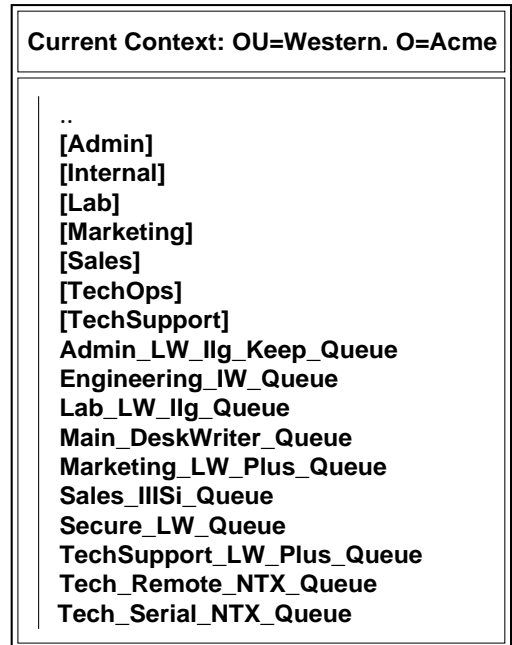 Current Context: OU=Western. O=Acme
..
[Admin]
[Internal]
[Lab]
[Marketing]
[Sales]
[TechOps]
[TechSupport]
Admin_LW_IIg_Keep_Queue
Engineering_IW_Queue
Lab_LW_IIg_Queue
Main_DeskWriter_Queue
Marketing_LW_Plus_Queue
Sales_IIISi_Queue
Secure_LW_Queue
TechSupport_LW_Plus_Queue
Tech_Remote_NTX_Queue
Tech_Serial_NTX_Queue